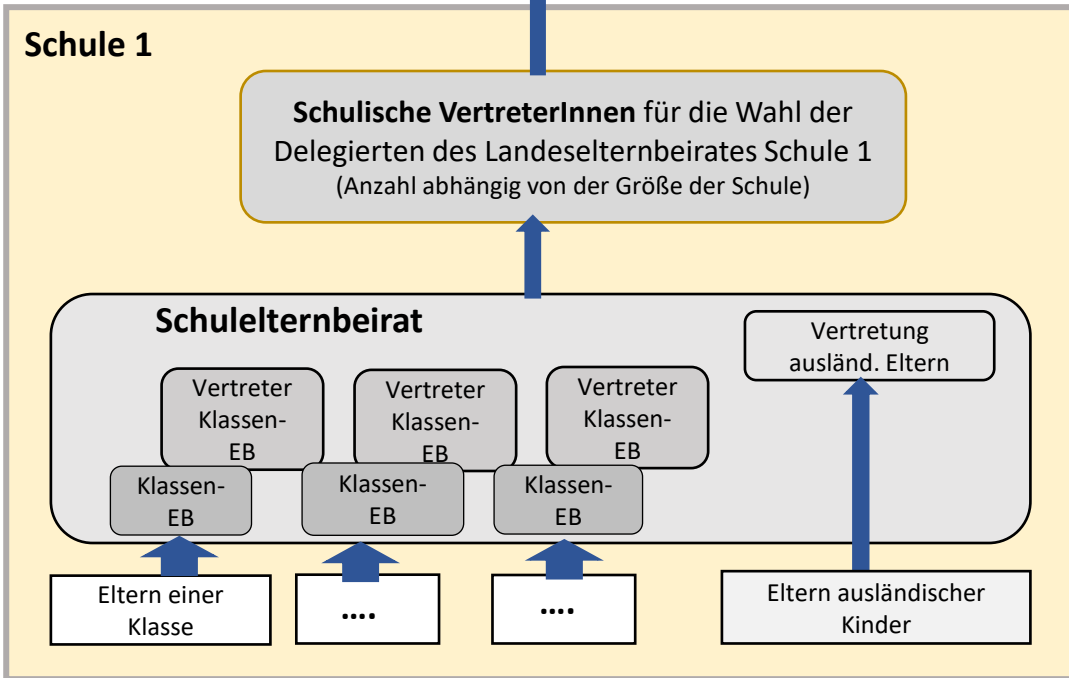 Schule 1
Schulische VertreterInnen für die Wahl der
Delegierten des Landeselternbeirates Schule 1
(Anzahl abhängig von der Größe der Schule)
Schulelternbeirat
Vertretung
ausländ. Eltern
Vertreter
Klassen-
EB
Vertreter
Klassen-
EB
Vertreter
Klassen-
EB
Klassen-
EB
Klassen-
EB
Klassen-
EB
Eltern einer
Klasse
....
....
Eltern ausländischer
Kinder